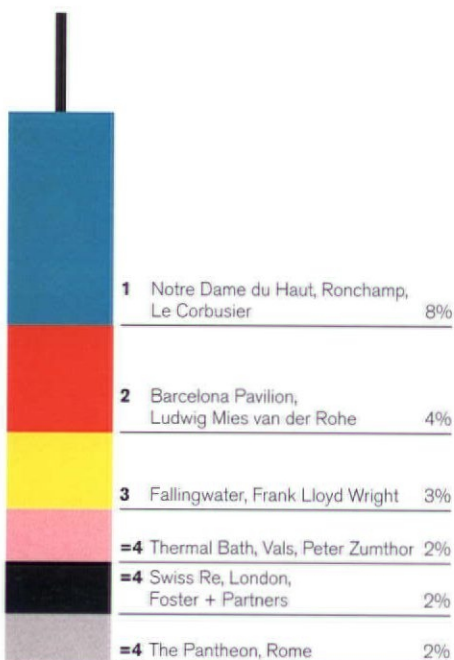 1 Notre Dame du Haut, Ronchamp,
Le Corbusier 8%
2 Barcelona Pavilion,
Ludwig Mies van der Rohe 4%
3 Fallingwater, Frank Lloyd Wright 3%
=4 Thermal Bath, Vals, Peter Zumthor 2%
=4 Swiss Re, London,
Foster + Partners 2%
=4 The Pantheon, Rome 2%